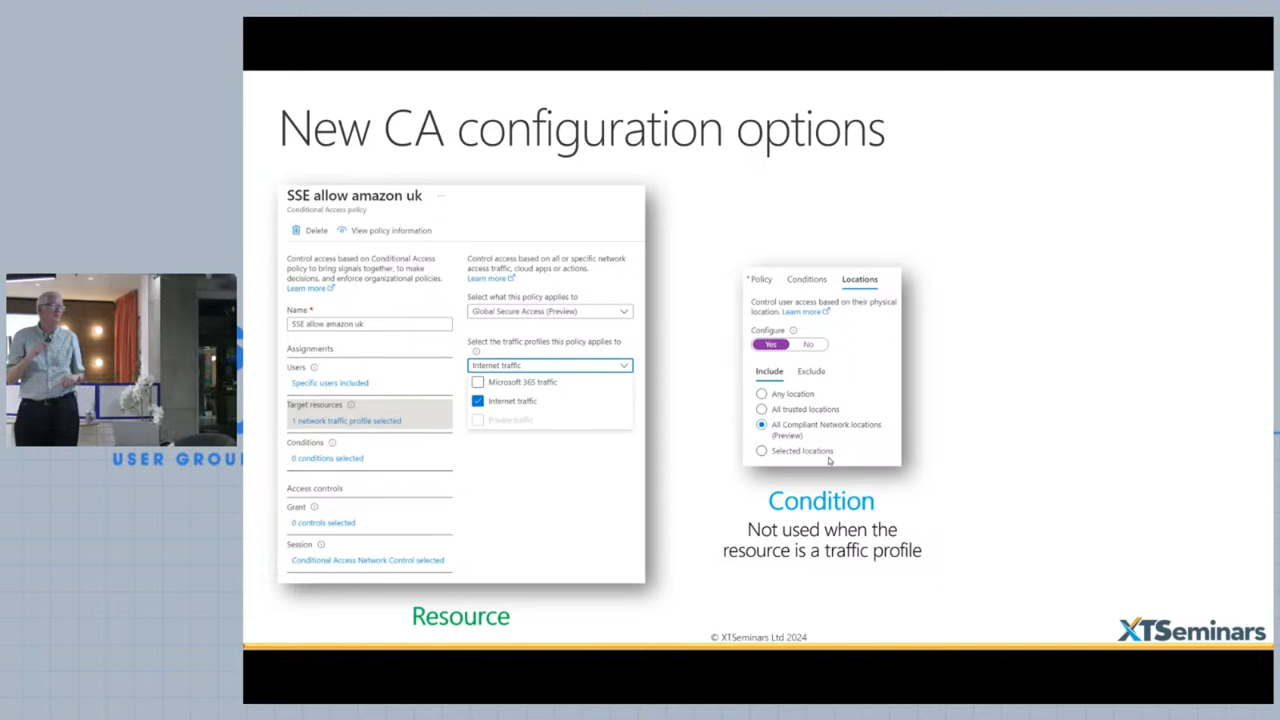 New CA configuration options
SSE allow amazon uk ...
Conditional Access policy
Delete View policy information
Control access based on Conditional Access
policy to bring signals together, to make
decisions, and enforce organizational policies.
Learn more
Name *
SSE allow amazon uk
Assignments
Users
Specific users included
Target resources
1 network traffic profile selected
Conditions
0 conditions selected
Access controls
Grant
0 controls selected
Session
Conditional Access Network Control selected
Control access based on all or specific network
access traffic, cloud apps or actions.
Learn more
Select what this policy applies to
Global Secure Access (Preview)
Select the traffic profiles this policy applies to
Internet traffic
Microsoft 365 traffic
Internet traffic
Private traffic
Resource
* Policy Conditions Locations
Control user access based on their physical
location. Learn more
Configure
Yes No
Include Exclude
Any location
All trusted locations
All Compliant Network locations
(Preview)
Selected locations
Condition
Not used when the
resource is a traffic profile
© XTSeminars Ltd 2024
XTSeminars
USER GROU